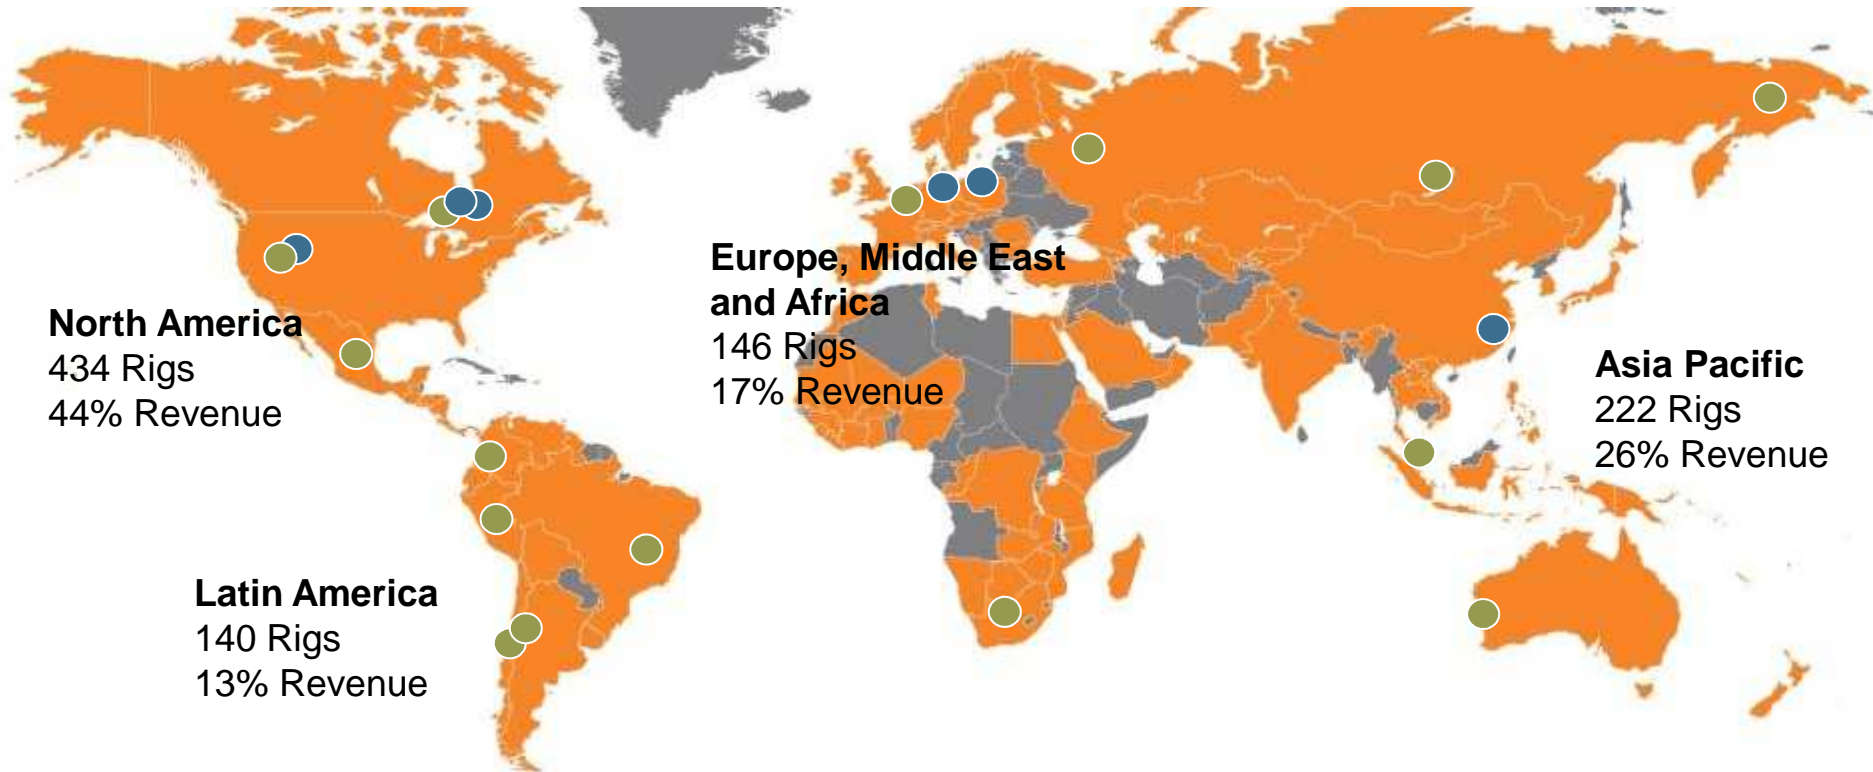 North America
434 Rigs
44% Revenue
Europe, Middle East
and Africa
146 Rigs
17% Revenue
Asia Pacific
222 Rigs
26% Revenue
Latin America
140 Rigs
13% Revenue